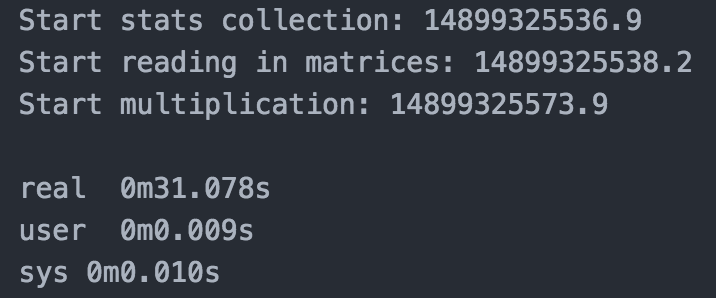 Start stats collection: 14899325536.9
Start reading in matrices: 14899325538.2
Start multiplication: 14899325573.9
real  0m31.078s
user  0m0.009s
sys 0m0.010s